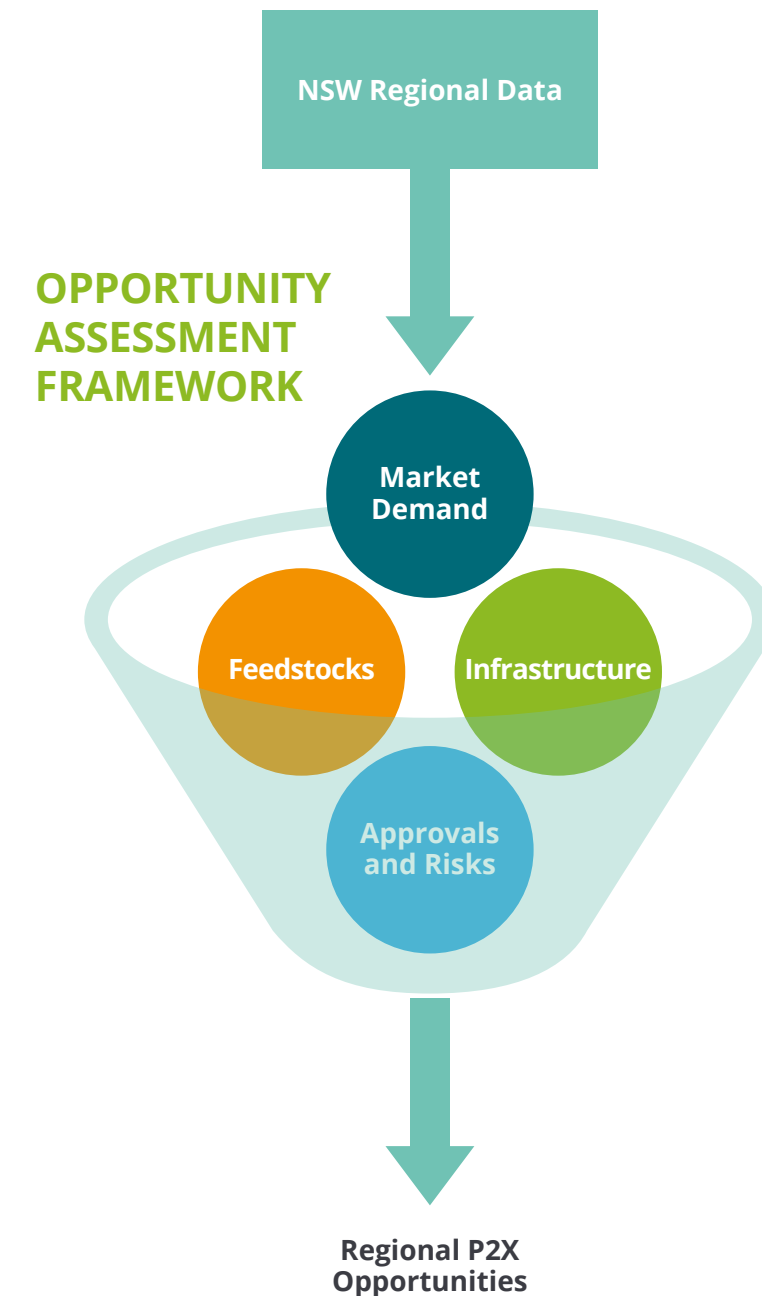 NSW Regional Data
OPPORTUNITY
ASSESSMENT
FRAMEWORK
Market
Demand
Feedstocks
Infrastructure
Approvals
and Risks
Regional P2X
Opportunities